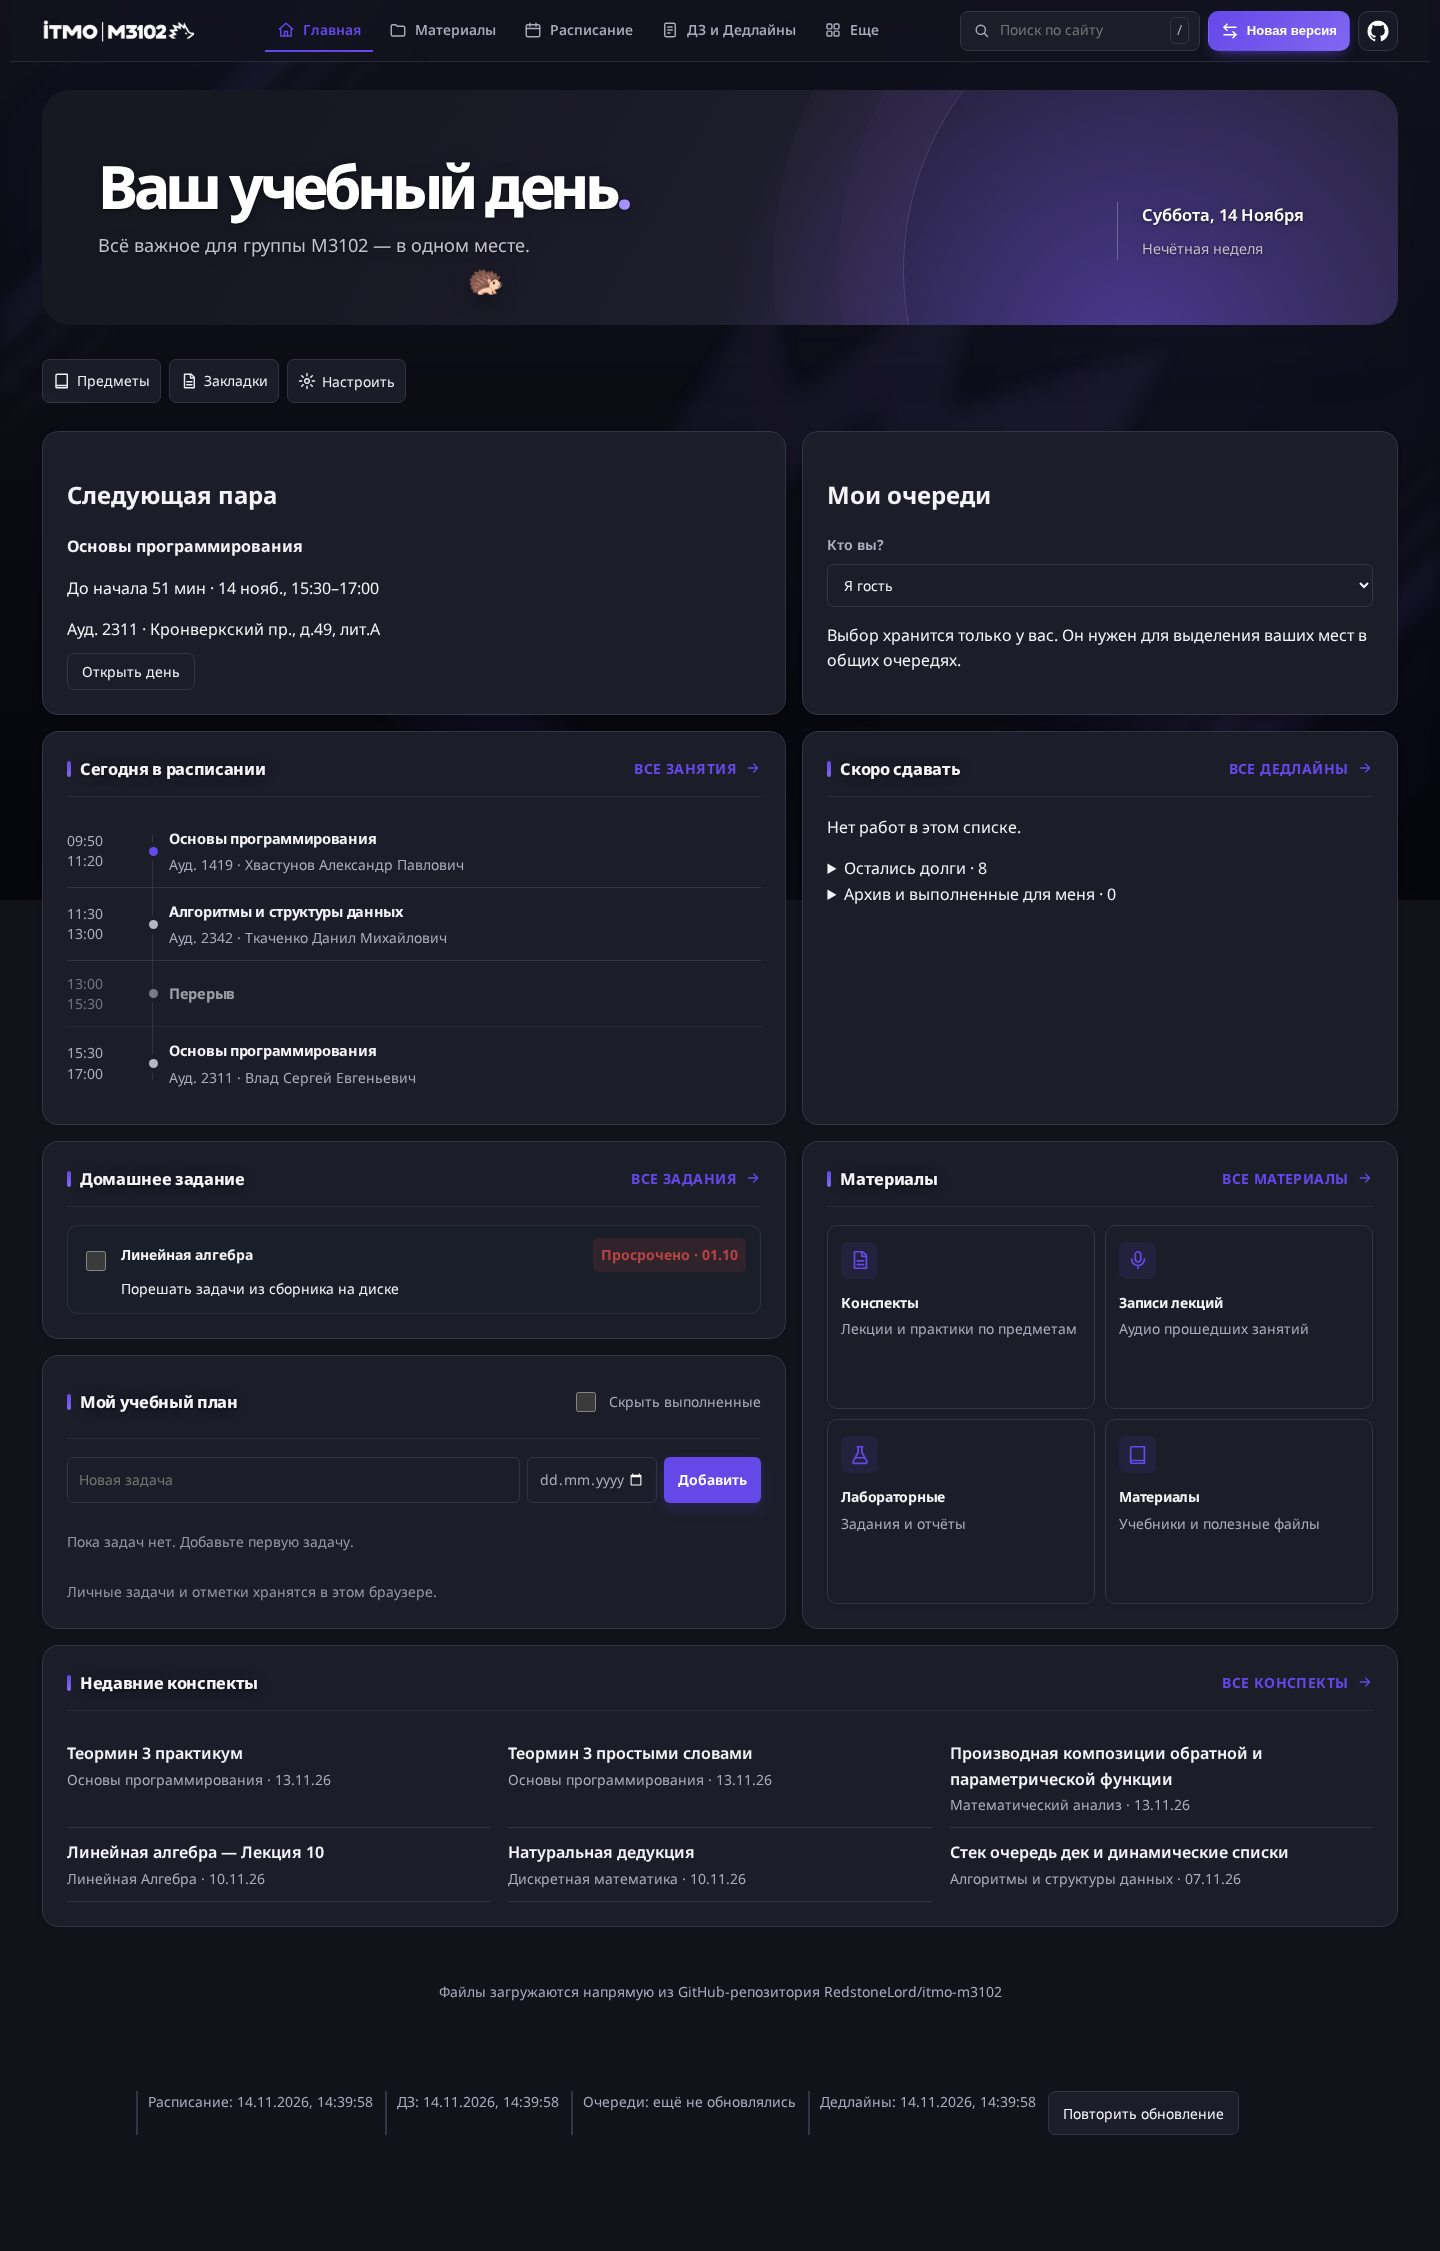 ITMO | M3102
Главная
Материалы
Расписание
ДЗ и Дедлайны
Еще
Поиск по сайту
/
Новая версия
Ваш учебный день.
Всё важное для группы М3102 — в одном месте.
Суббота, 14 Ноября
Нечётная неделя
Предметы
Закладки
Настроить
Следующая пара
Основы программирования
До начала 51 мин · 14 нояб., 15:30–17:00
Ауд. 2311 · Кронверкский пр., д.49, лит.А
Открыть день
Мои очереди
Кто вы?
Я гость
Выбор хранится только у вас. Он нужен для выделения ваших мест в
общих очередях.
Сегодня в расписании
ВСЕ ЗАНЯТИЯ →
09:50
11:20
Основы программирования
Ауд. 1419 · Хвастунов Александр Павлович
11:30
13:00
Алгоритмы и структуры данных
Ауд. 2342 · Ткаченко Данил Михайлович
13:00
15:30
Перерыв
15:30
17:00
Основы программирования
Ауд. 2311 · Влад Сергей Евгеньевич
Скоро сдавать
ВСЕ ДЕДЛАЙНЫ →
Нет работ в этом списке.
▶ Остались долги · 8
▶ Архив и выполненные для меня · 0
Домашнее задание
ВСЕ ЗАДАНИЯ →
Линейная алгебра
Просрочено · 01.10
Порешать задачи из сборника на диске
Мой учебный план
Скрыть выполненные
Новая задача
dd.mm.yyyy
Добавить
Пока задач нет. Добавьте первую задачу.
Личные задачи и отметки хранятся в этом браузере.
Материалы
ВСЕ МАТЕРИАЛЫ →
Конспекты
Лекции и практики по предметам
Записи лекций
Аудио прошедших занятий
Лабораторные
Задания и отчёты
Материалы
Учебники и полезные файлы
Недавние конспекты
ВСЕ КОНСПЕКТЫ →
Теормин 3 практикум
Основы программирования · 13.11.26
Теормин 3 простыми словами
Основы программирования · 13.11.26
Производная композиции обратной и
параметрической функции
Математический анализ · 13.11.26
Линейная алгебра — Лекция 10
Линейная Алгебра · 10.11.26
Натуральная дедукция
Дискретная математика · 10.11.26
Стек очередь дек и динамические списки
Алгоритмы и структуры данных · 07.11.26
Файлы загружаются напрямую из GitHub-репозитория RedstoneLord/itmo-m3102
Расписание: 14.11.2026, 14:39:58
ДЗ: 14.11.2026, 14:39:58
Очереди: ещё не обновлялись
Дедлайны: 14.11.2026, 14:39:58
Повторить обновление